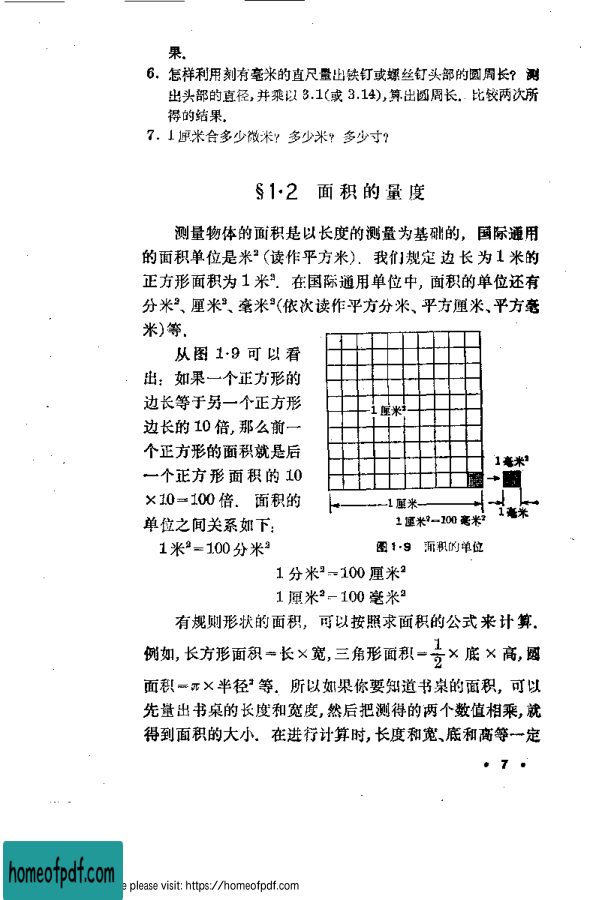 果.
6. 怎样利用刻有毫米的直尺量出铁钉或螺丝钉头部的圆周长? 测
出头部的直径,并乘以 3.1(或 3.14),算出圆周长. 比较两次所
得的结果.
7. 1厘米合多少微米? 多少米? 多少寸?
§1·2 面积的量度
测量物体的面积是以长度的测量为基础的, 国际通用
的面积单位是米²(读作平方米). 我们规定边长为1米的
正方形面积为1米². 在国际通用单位中, 面积的单位还有
分米²、厘米²、毫米²(依次读作平方分米、平方厘米、平方毫
米)等.
从图 1·9 可以看
出: 如果一个正方形的
边长等于另一个正方形
边长的10倍,那么前一
个正方形的面积就是后
一个正方形面积的10
×10=100倍. 面积的
单位之间关系如下:
1米²=100分米²
1厘米²
1毫米²
1厘米
1毫米
1厘米²=100毫米²
图1·9 面积的单位
1分米²=100厘米²
1厘米²=100毫米²
有规则形状的面积, 可以按照求面积的公式来计算.
例如, 长方形面积=长×宽,三角形面积=1/2×底×高,圆
面积=π×半径²等. 所以如果你要知道书桌的面积, 可以
先量出书桌的长度和宽度,然后把测得的两个数值相乘,就
得到面积的大小. 在进行计算时,长度和宽、底和高等一定
• 7 •
homeofpdf.com
e please visit: https://homeofpdf.com